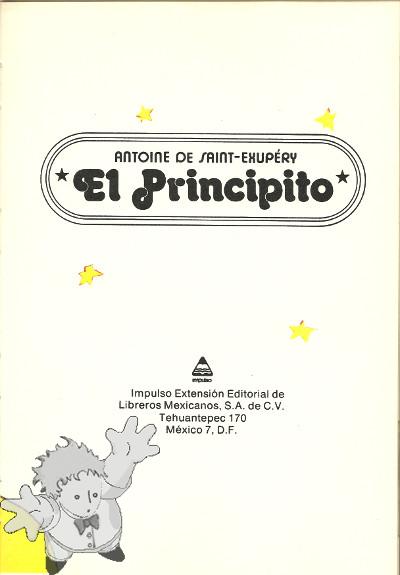 ANTOINE DE SAINT-EXUPÉRY
★ El Principito ★
impulso
Impulso Extensión Editorial de
Libreros Mexicanos, S.A. de C.V.
Tehuantepec 170
México 7, D.F.